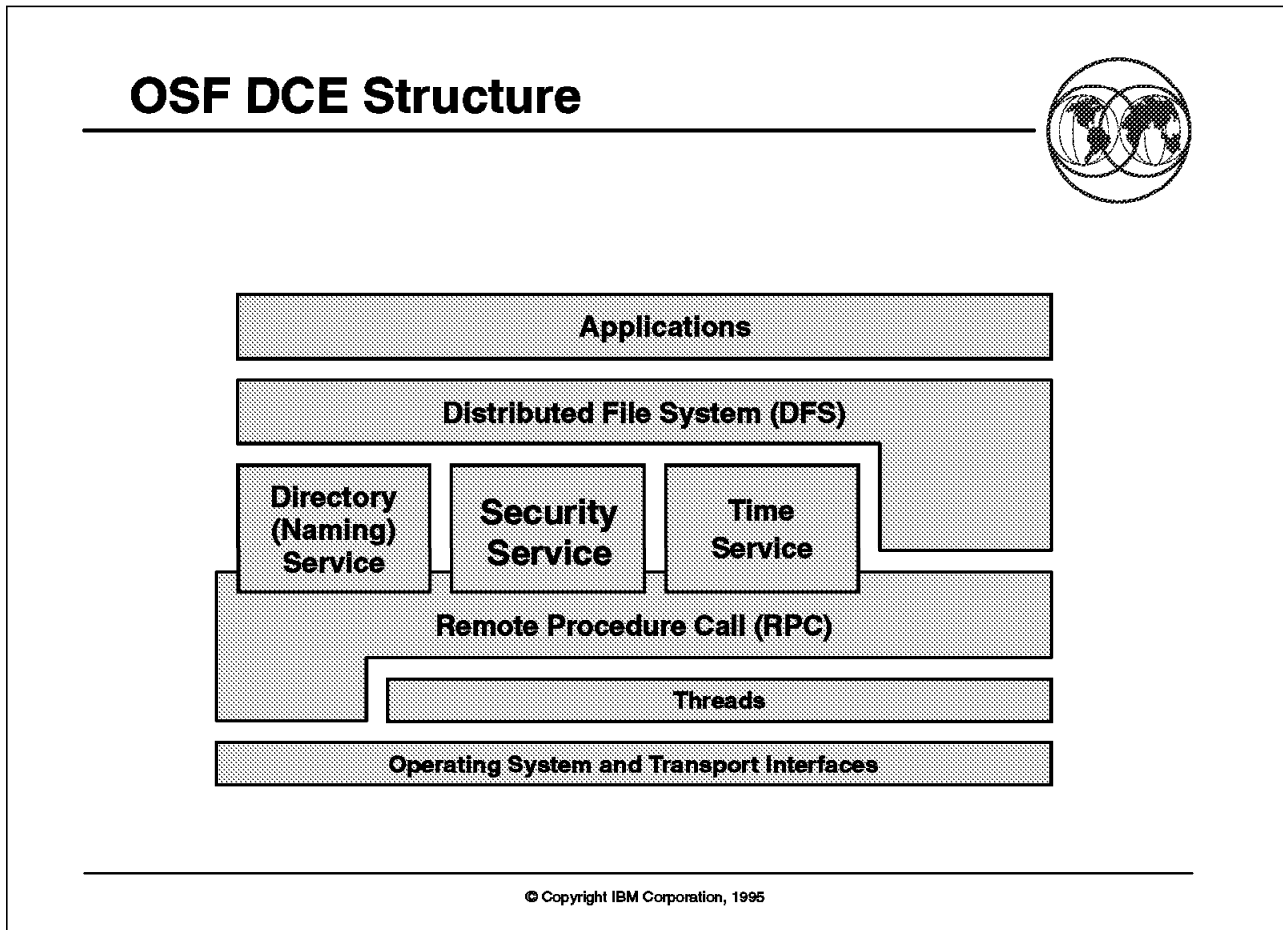 OSF DCE Structure
Applications
Distributed File System (DFS)
Directory
(Naming)
Service
Security
Service
Time
Service
Remote Procedure Call (RPC)
Threads
Operating System and Transport Interfaces
© Copyright IBM Corporation, 1995